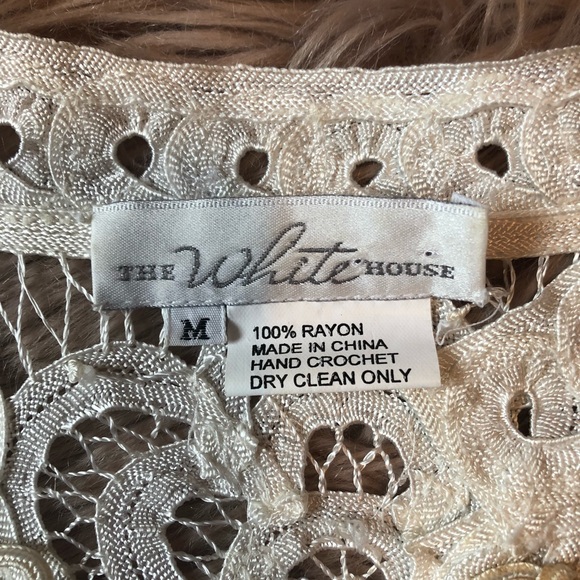 THE White HOUSE
M
100% RAYON
MADE IN CHINA
HAND CROCHET
DRY CLEAN ONLY